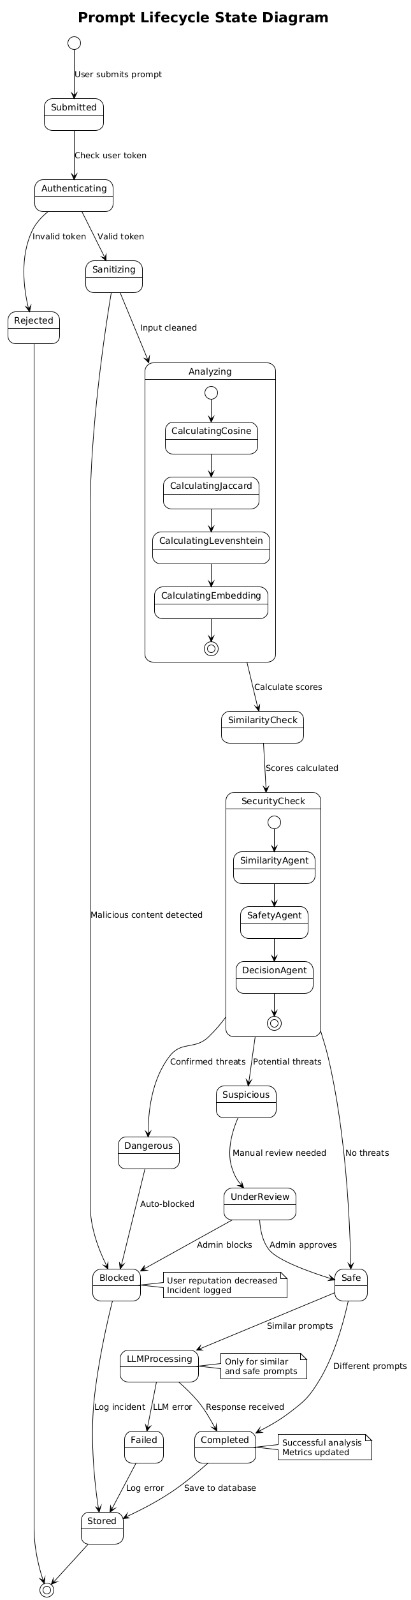 Prompt Lifecycle State Diagram
User submits prompt
Submitted
Check user token
Authenticating
Invalid token
Valid token
Sanitizing
Rejected
Input cleaned
Analyzing
CalculatingCosine
CalculatingJaccard
CalculatingLevenshtein
CalculatingEmbedding
Calculate scores
SimilarityCheck
Scores calculated
SecurityCheck
SimilarityAgent
SafetyAgent
Malicious content detected
DecisionAgent
Confirmed threats
Potential threats
Suspicious
Dangerous
Manual review needed
No threats
UnderReview
Auto-blocked
Admin blocks
Admin approves
Blocked
User reputation decreased
Incident logged
Safe
Similar prompts
LLMProcessing
Only for similar
and safe prompts
Different prompts
Log incident
LLM error
Response received
Failed
Completed
Successful analysis
Metrics updated
Log error
Save to database
Stored